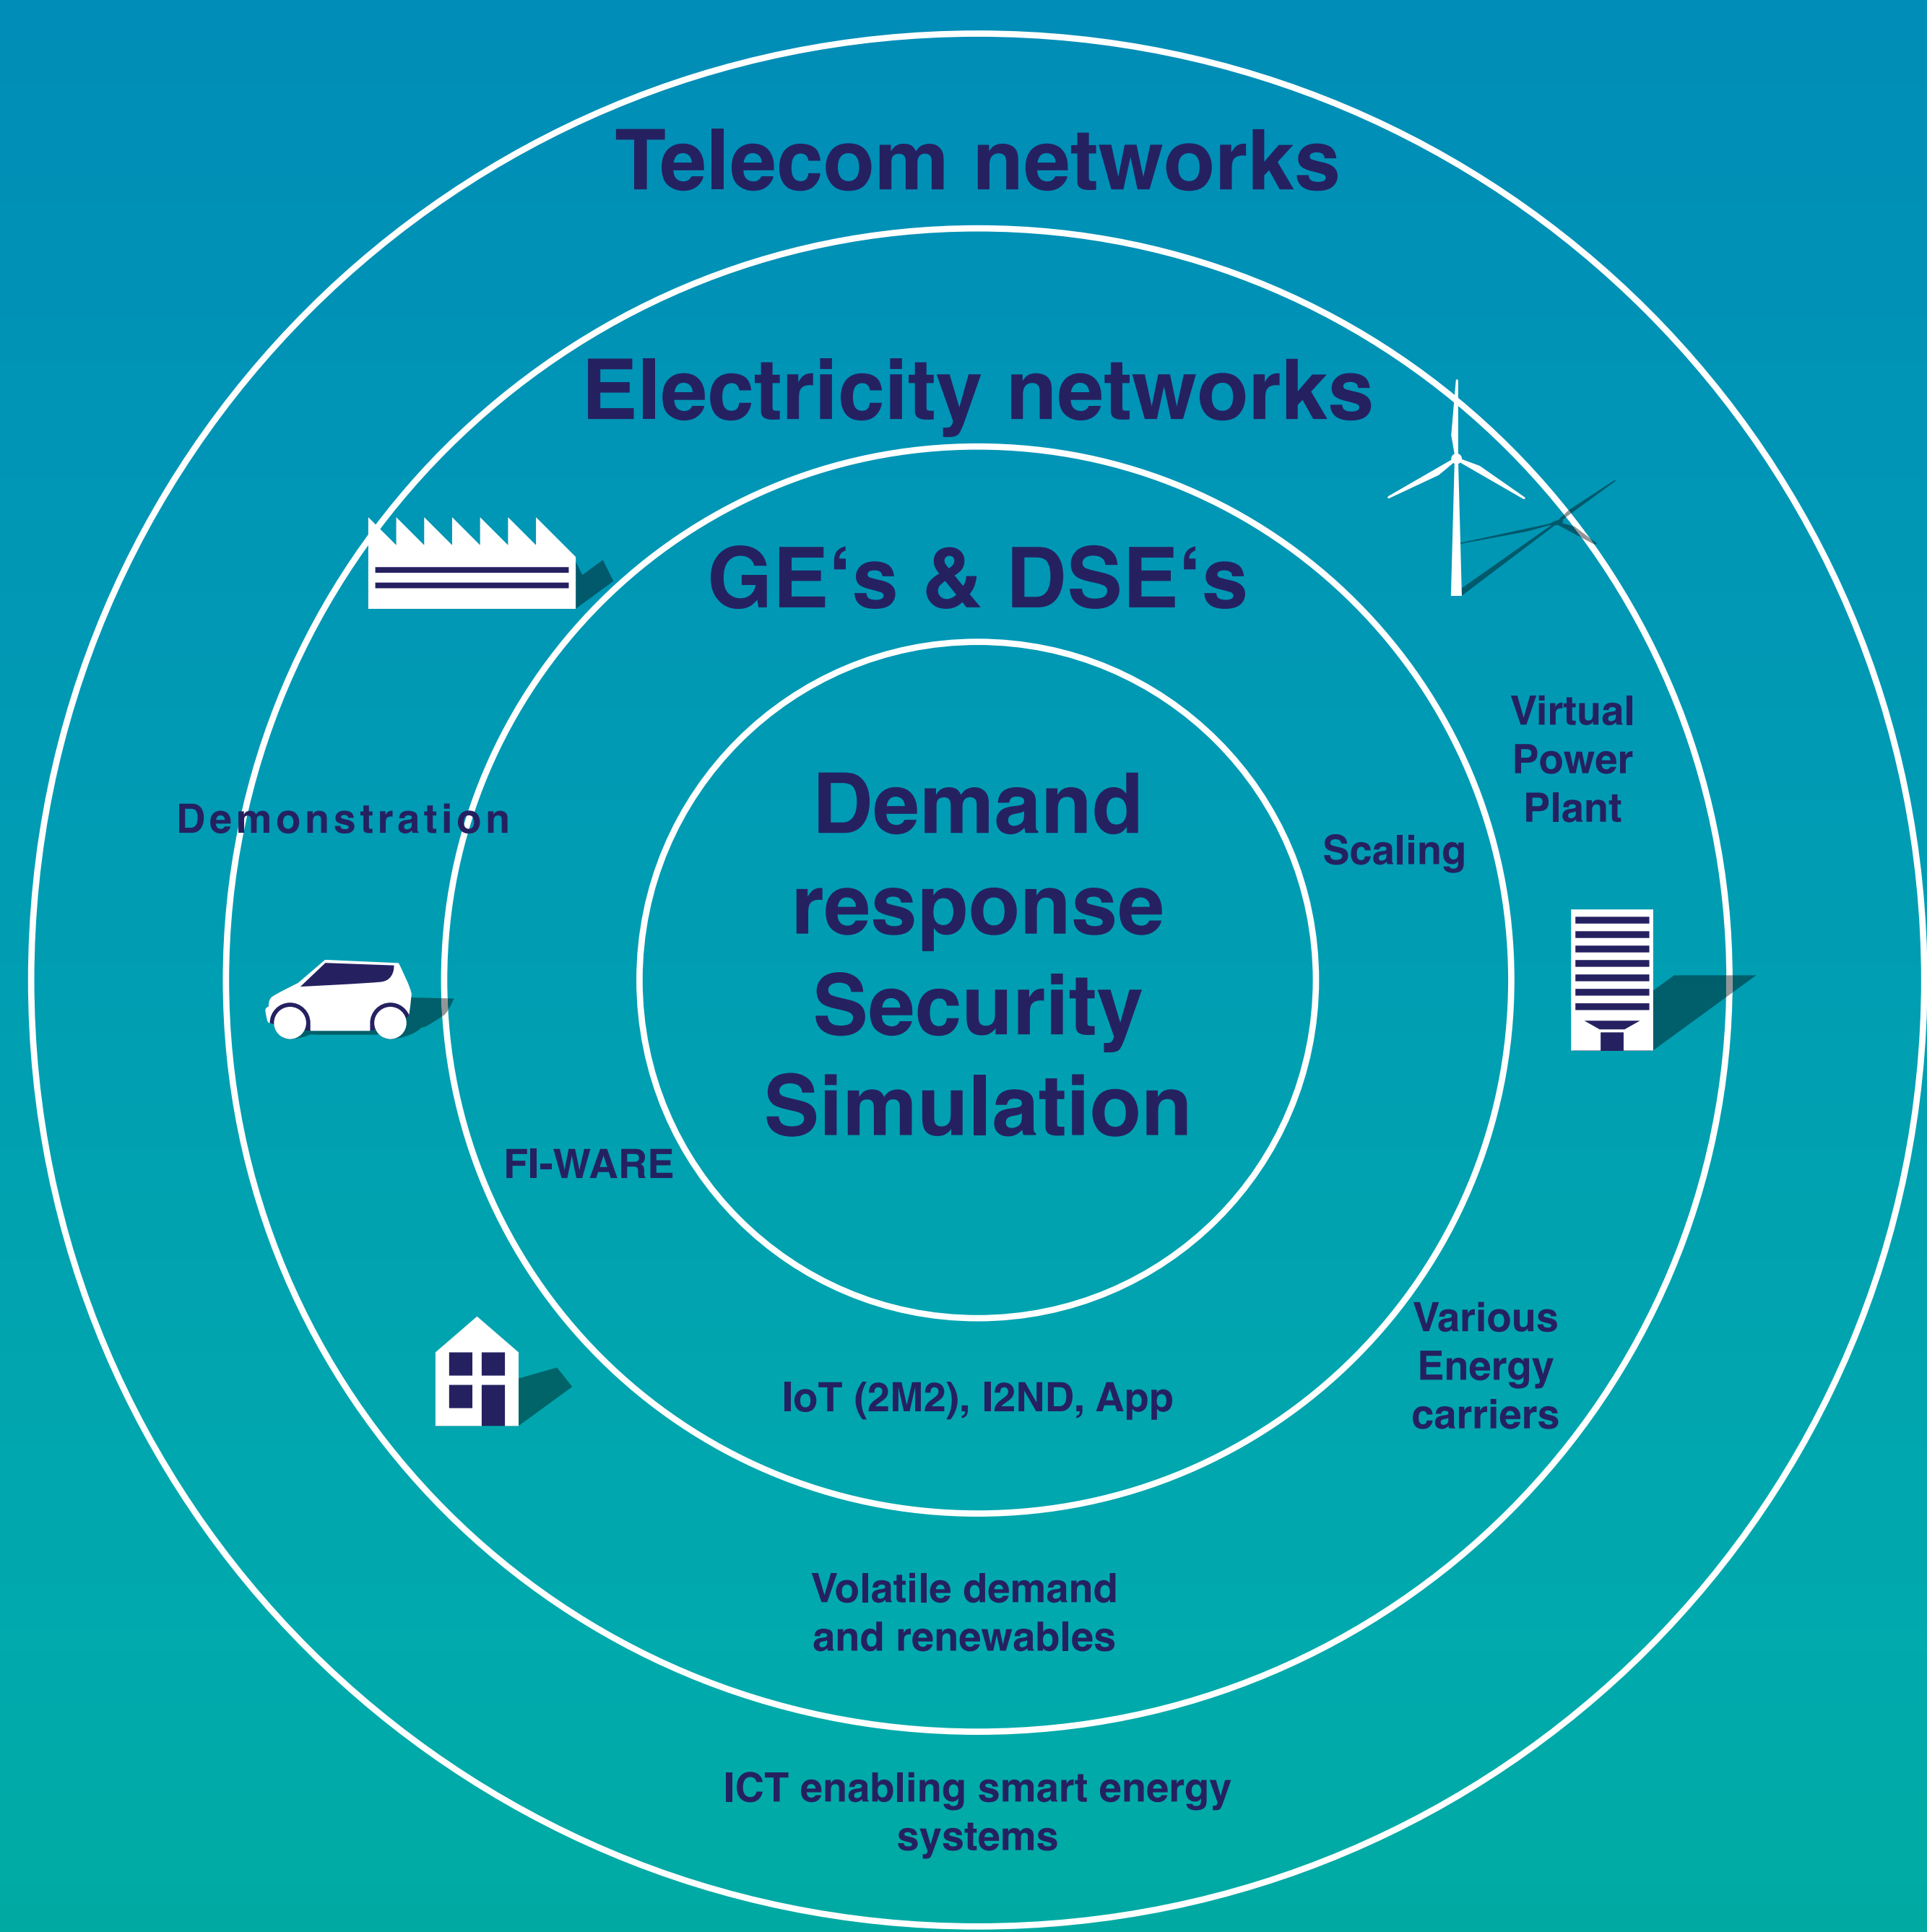 Telecom networks
Electricity networks
GE‘s & DSE‘s
Virtual
Power
Plant
Demonstration
Scaling
Demand
response
Security
Simulation
FI-WARE
Various
Energy
carriers
IoT (2M2), I2ND, App
Volatile demand
and renewables
ICT enabling smart energy
systems